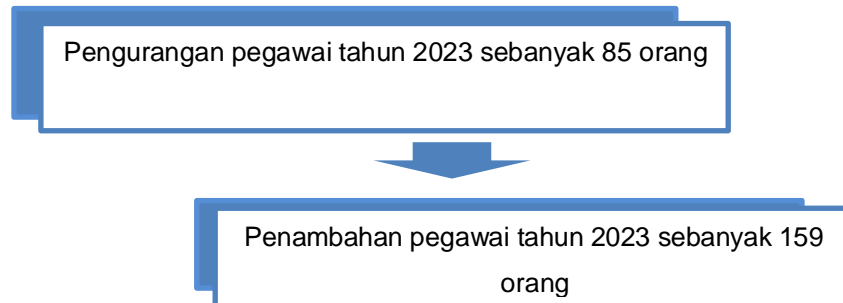 Pengurangan pegawai tahun 2023 sebanyak 85 orang
Penambahan pegawai tahun 2023 sebanyak 159
orang